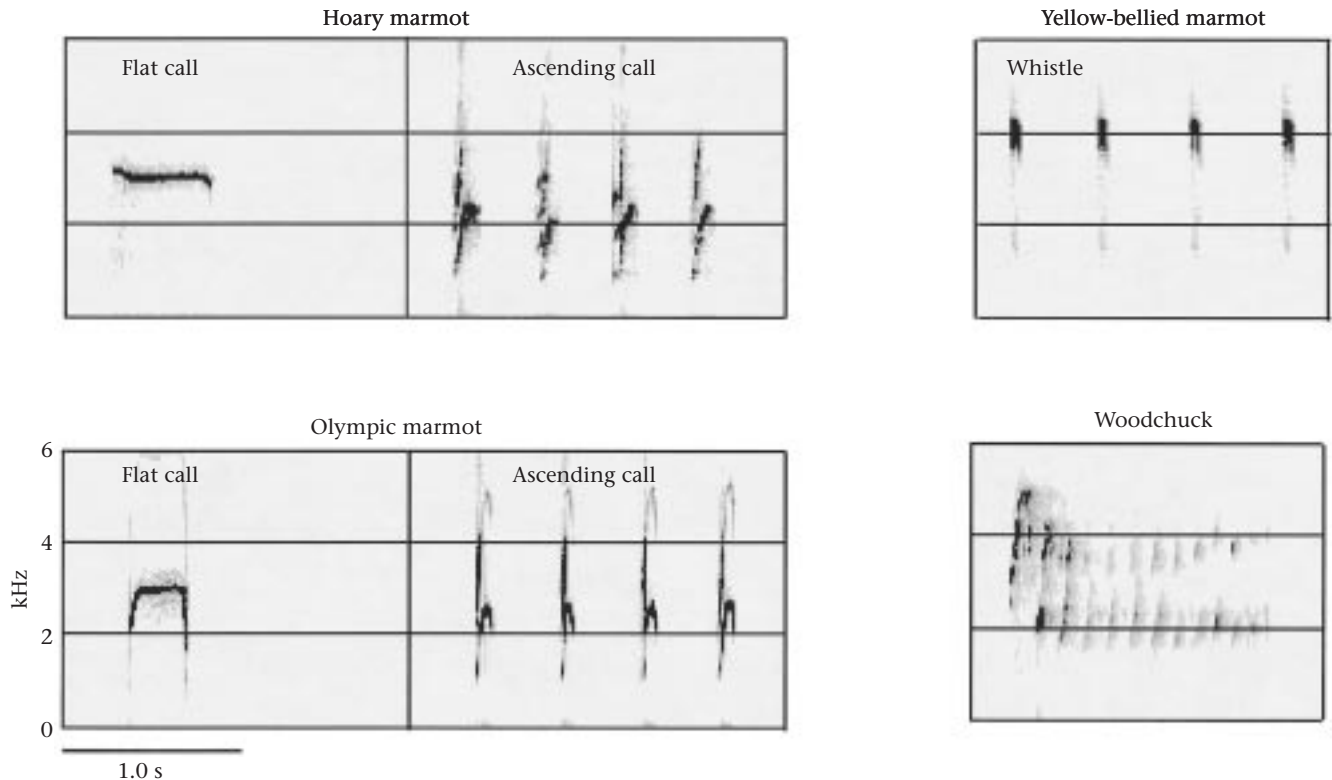 Hoary marmot
Yellow-bellied marmot
Flat call
Ascending call
Whistle
Olympic marmot
Woodchuck
6
Flat call
Ascending call
4
kHz
2
0
1.0 s